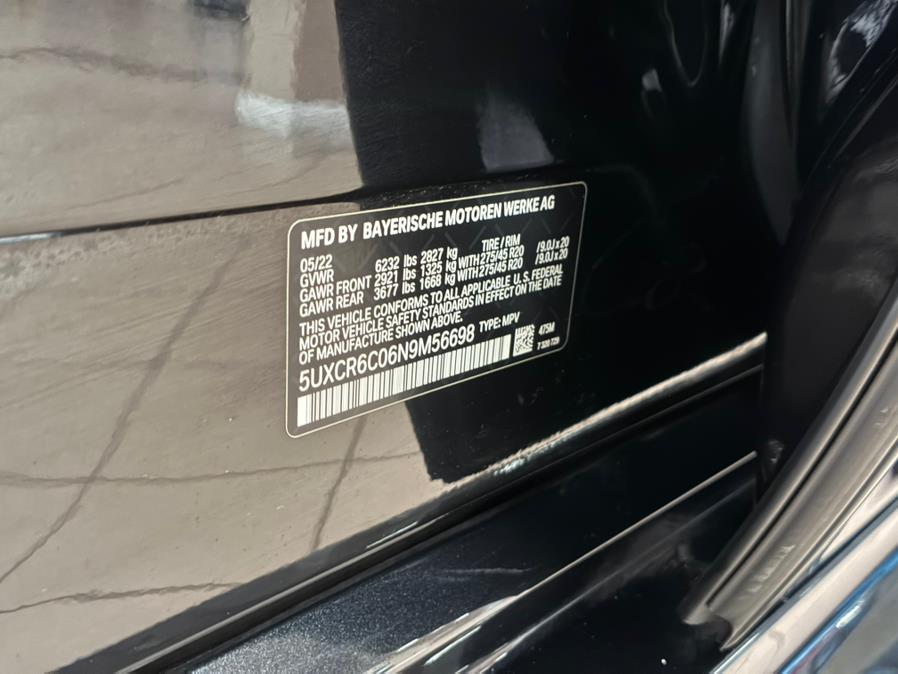 MFD BY BAYERISCHE MOTOREN WERKE AG
05/22 TIRE / RIM
GVWR 6232 lbs 2827 kg
GAWR FRONT 2921 lbs 1325 kg WITH 275/45 R20 /9.0J x 20
GAWR REAR 3677 lbs 1668 kg WITH 275/45 R20 /9.0J x 20
THIS VEHICLE CONFORMS TO ALL APPLICABLE U.S. FEDERAL
MOTOR VEHICLE SAFETY STANDARDS IN EFFECT ON THE DATE
OF MANUFACTURE SHOWN ABOVE.
5UXCR6C06N9M56698 TYPE: MPV 475M
7 320 729